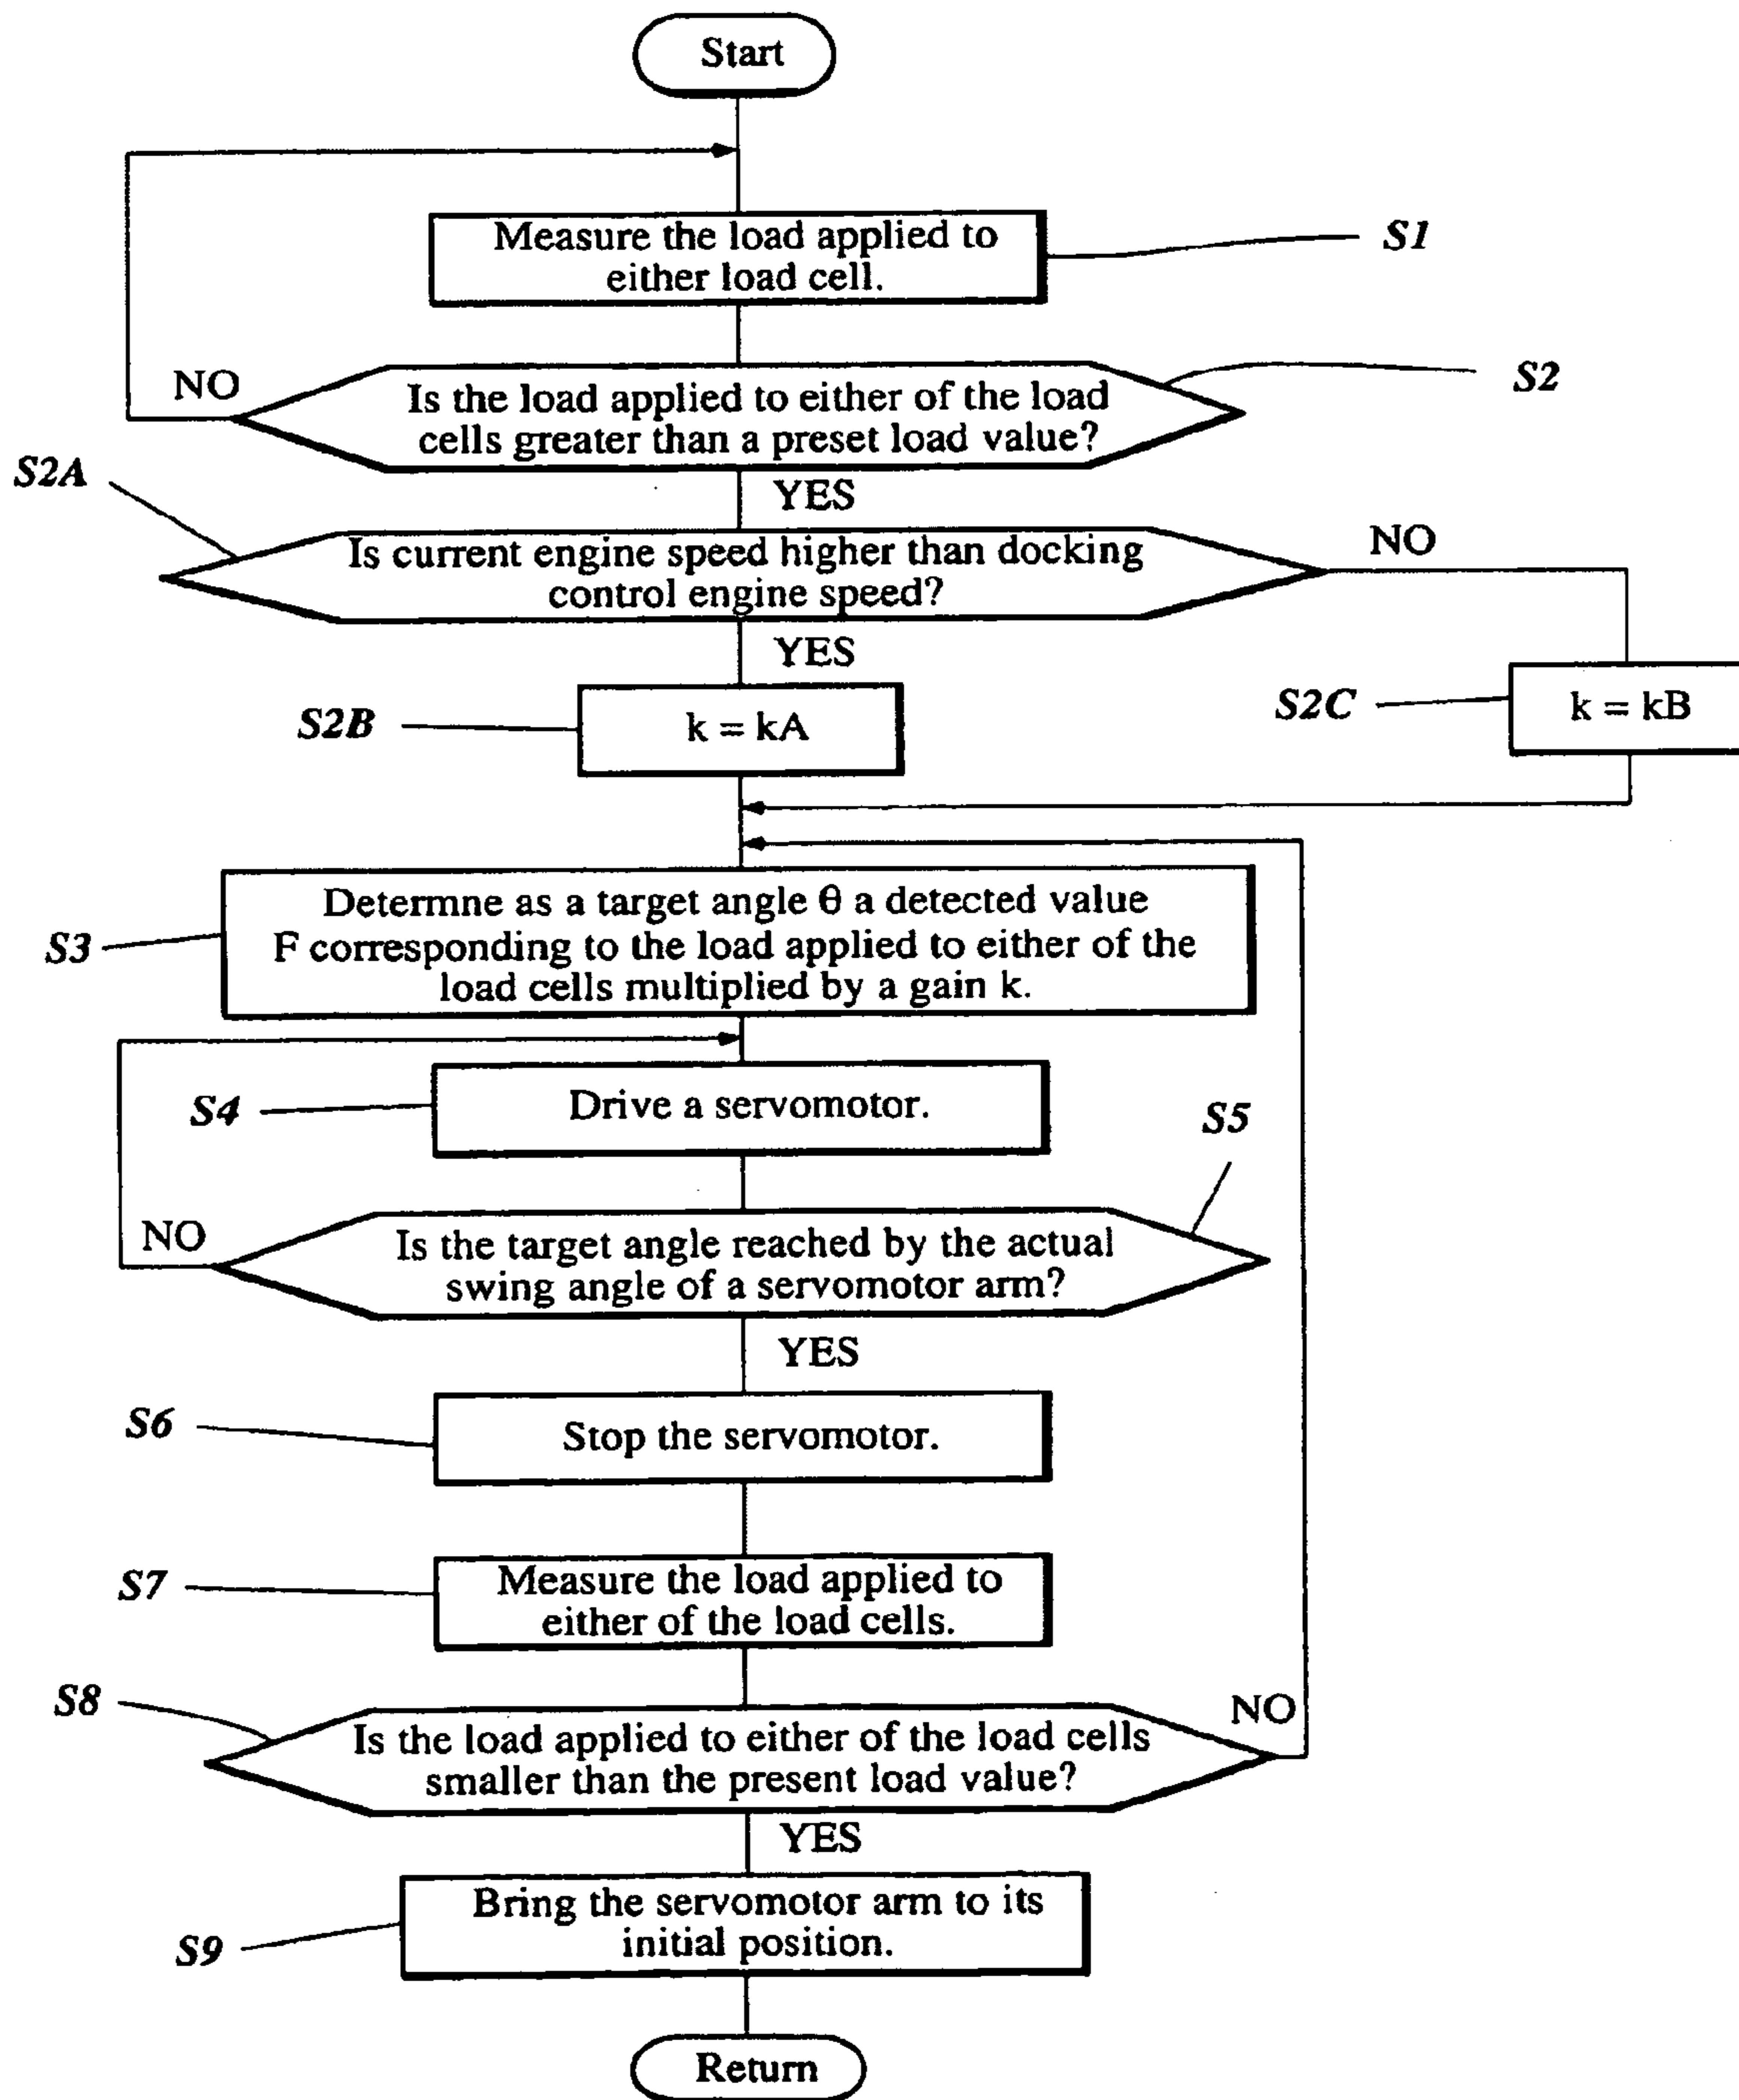 Start
Measure the load applied to
either load cell.
S1
NO
Is the load applied to either of the load
cells greater than a preset load value?
S2
YES
S2A
Is current engine speed higher than docking
control engine speed?
NO
YES
S2B
k = kA
S2C
k = kB
S3
Determne as a target angle θ a detected value
F corresponding to the load applied to either of the
load cells multiplied by a gain k.
S4
Drive a servomotor.
S5
NO
Is the target angle reached by the actual
swing angle of a servomotor arm?
YES
S6
Stop the servomotor.
S7
Measure the load applied to
either of the load cells.
S8
Is the load applied to either of the load cells
smaller than the present load value?
NO
YES
S9
Bring the servomotor arm to its
initial position.
Return